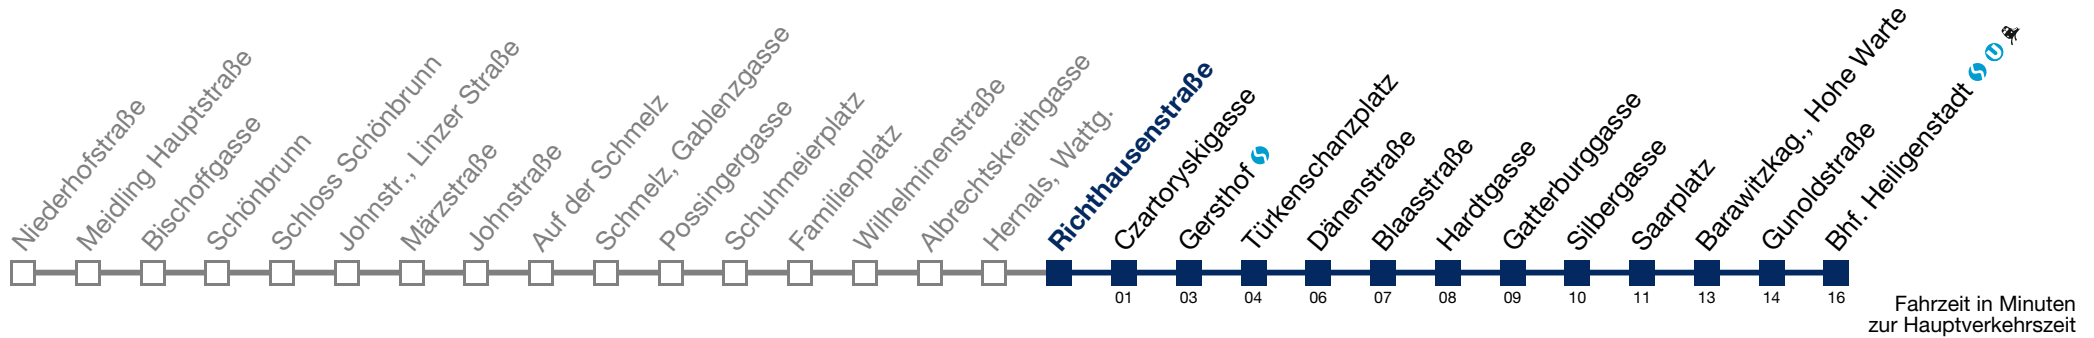 Niederhofstraße
Meidling Hauptstraße
Bischoffgasse
Schönbrunn
Schloss Schönbrunn
Johnstr., Linzer Straße
Märzstraße
Johnstraße
Auf der Schmelz
Schmelz, Gablenzgasse
Possingergasse
Schuhmeierplatz
Familienplatz
Wilhelminenstraße
Albrechtskreithgasse
Hernals, Wattg.
Richthausenstraße
Czartoryskigasse
Gersthof S
Türkenschanzplatz
Dänenstraße
Blaasstraße
Hardtgasse
Gatterburggasse
Silbergasse
Saarplatz
Barawitzkag., Hohe Warte
Gunoldstraße
Bhf. Heiligenstadt S U
01 03 04 06 07 08 09 10 11 13 14 16
Fahrzeit in Minuten
zur Hauptverkehrszeit